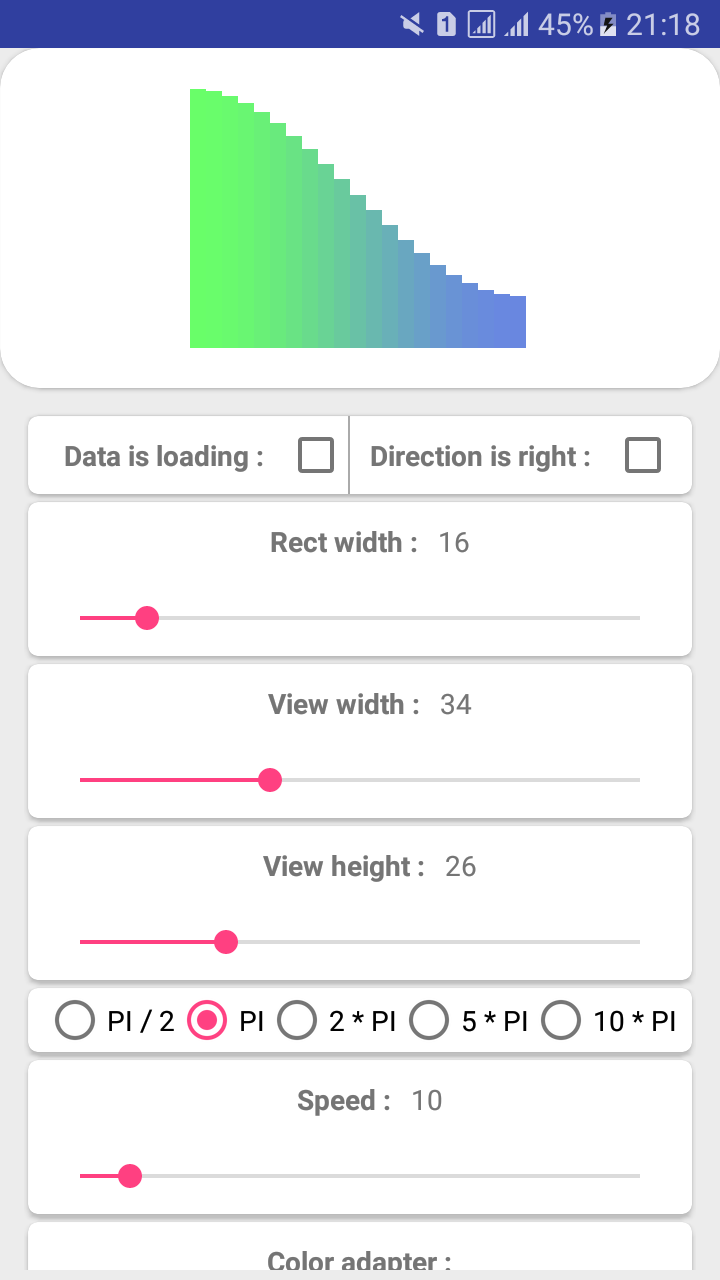 1 45% 21:18
Data is loading : Direction is right :
Rect width : 16
View width : 34
View height : 26
PI / 2 PI 2 * PI 5 * PI 10 * PI
Speed : 10
Color adapter :